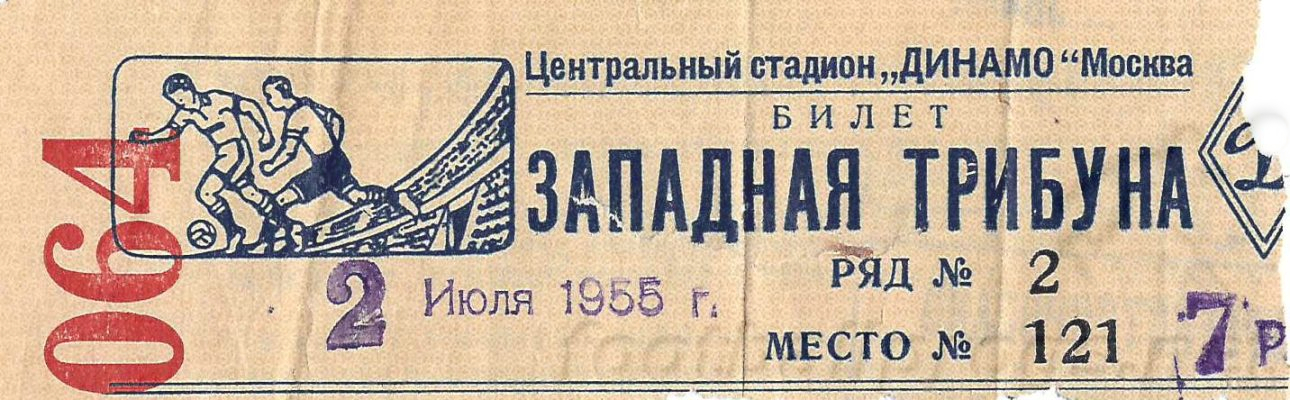 Центральный стадион „ДИНАМО“ Москва
БИЛЕТ
ЗАПАДНАЯ ТРИБУНА
РЯД № 2
2 Июля 1955 г.
МЕСТО № 121
7 Р
064
Д